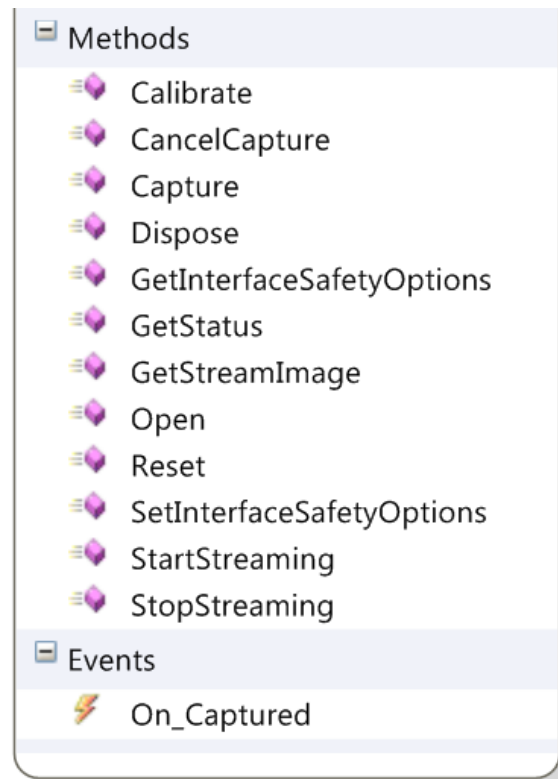 Methods
Calibrate
CancelCapture
Capture
Dispose
GetInterfaceSafetyOptions
GetStatus
GetStreamImage
Open
Reset
SetInterfaceSafetyOptions
StartStreaming
StopStreaming
Events
On_Captured